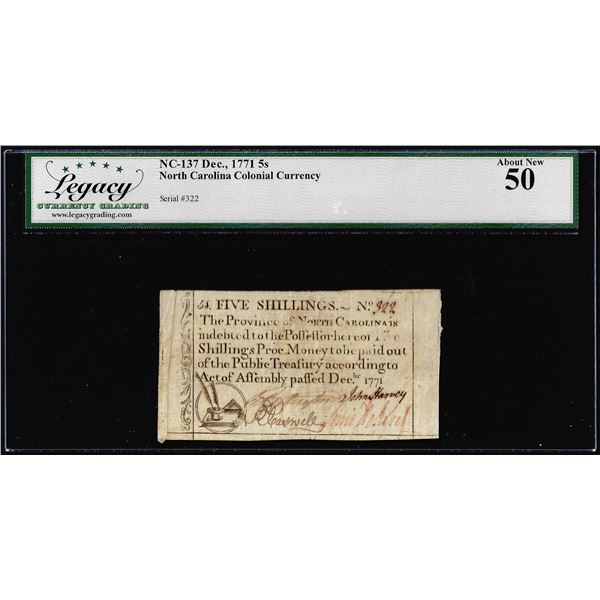 Legacy
CURRENCY GRADING
www.legacygrading.com
NC-137 Dec., 1771 5s
North Carolina Colonial Currency
Serial #322
About New
50
5s. FIVE SHILLINGS.~ No. 322
The Province of NORTH CAROLINA is
indebted to the Possessor hereof Five
Shillings Proc. Money to be paid out
of the Public Treasury according to
Act of Assembly passed Decbr. 1771
John Harvey
R Caswell